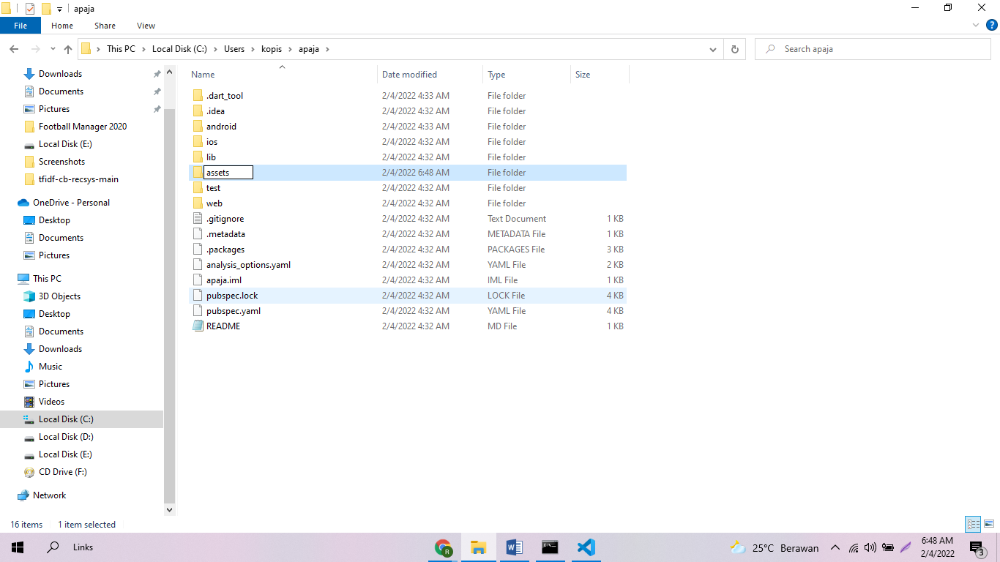 apaja
File Home Share View
This PC Local Disk (C:) Users kopis apaja Search apaja
Downloads
Documents
Pictures
Football Manager 2020
Local Disk (E:)
Screenshots
tfidf-cb-recsys-main
OneDrive - Personal
Desktop
Documents
Pictures
This PC
3D Objects
Desktop
Documents
Downloads
Music
Pictures
Videos
Local Disk (C:)
Local Disk (D:)
Local Disk (E:)
CD Drive (F:)
Network
Name Date modified Type Size
.dart_tool 2/4/2022 4:33 AM File folder
.idea 2/4/2022 4:32 AM File folder
android 2/4/2022 4:33 AM File folder
ios 2/4/2022 4:32 AM File folder
lib 2/4/2022 4:32 AM File folder
assets 2/4/2022 6:48 AM File folder
test 2/4/2022 4:32 AM File folder
web 2/4/2022 4:32 AM File folder
.gitignore 2/4/2022 4:32 AM Text Document 1 KB
.metadata 2/4/2022 4:32 AM METADATA File 1 KB
.packages 2/4/2022 4:32 AM PACKAGES File 3 KB
analysis_options.yaml 2/4/2022 4:32 AM YAML File 2 KB
apaja.iml 2/4/2022 4:32 AM IML File 1 KB
pubspec.lock 2/4/2022 4:32 AM LOCK File 4 KB
pubspec.yaml 2/4/2022 4:32 AM YAML File 4 KB
README 2/4/2022 4:32 AM MD File 1 KB
16 items 1 item selected
Links 25°C Berawan 6:48 AM
2/4/2022 3